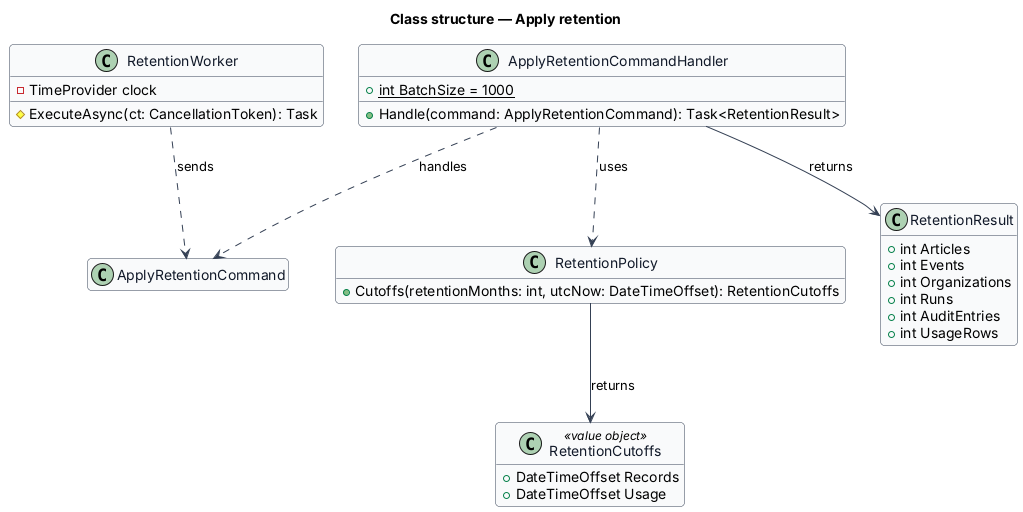 Class structure — Apply retention
C RetentionWorker
TimeProvider clock
ExecuteAsync(ct: CancellationToken): Task
C ApplyRetentionCommandHandler
int BatchSize = 1000
Handle(command: ApplyRetentionCommand): Task<RetentionResult>
sends
handles
uses
returns
C ApplyRetentionCommand
C RetentionPolicy
Cutoffs(retentionMonths: int, utcNow: DateTimeOffset): RetentionCutoffs
C RetentionResult
int Articles
int Events
int Organizations
int Runs
int AuditEntries
int UsageRows
returns
C «value object»
RetentionCutoffs
DateTimeOffset Records
DateTimeOffset Usage